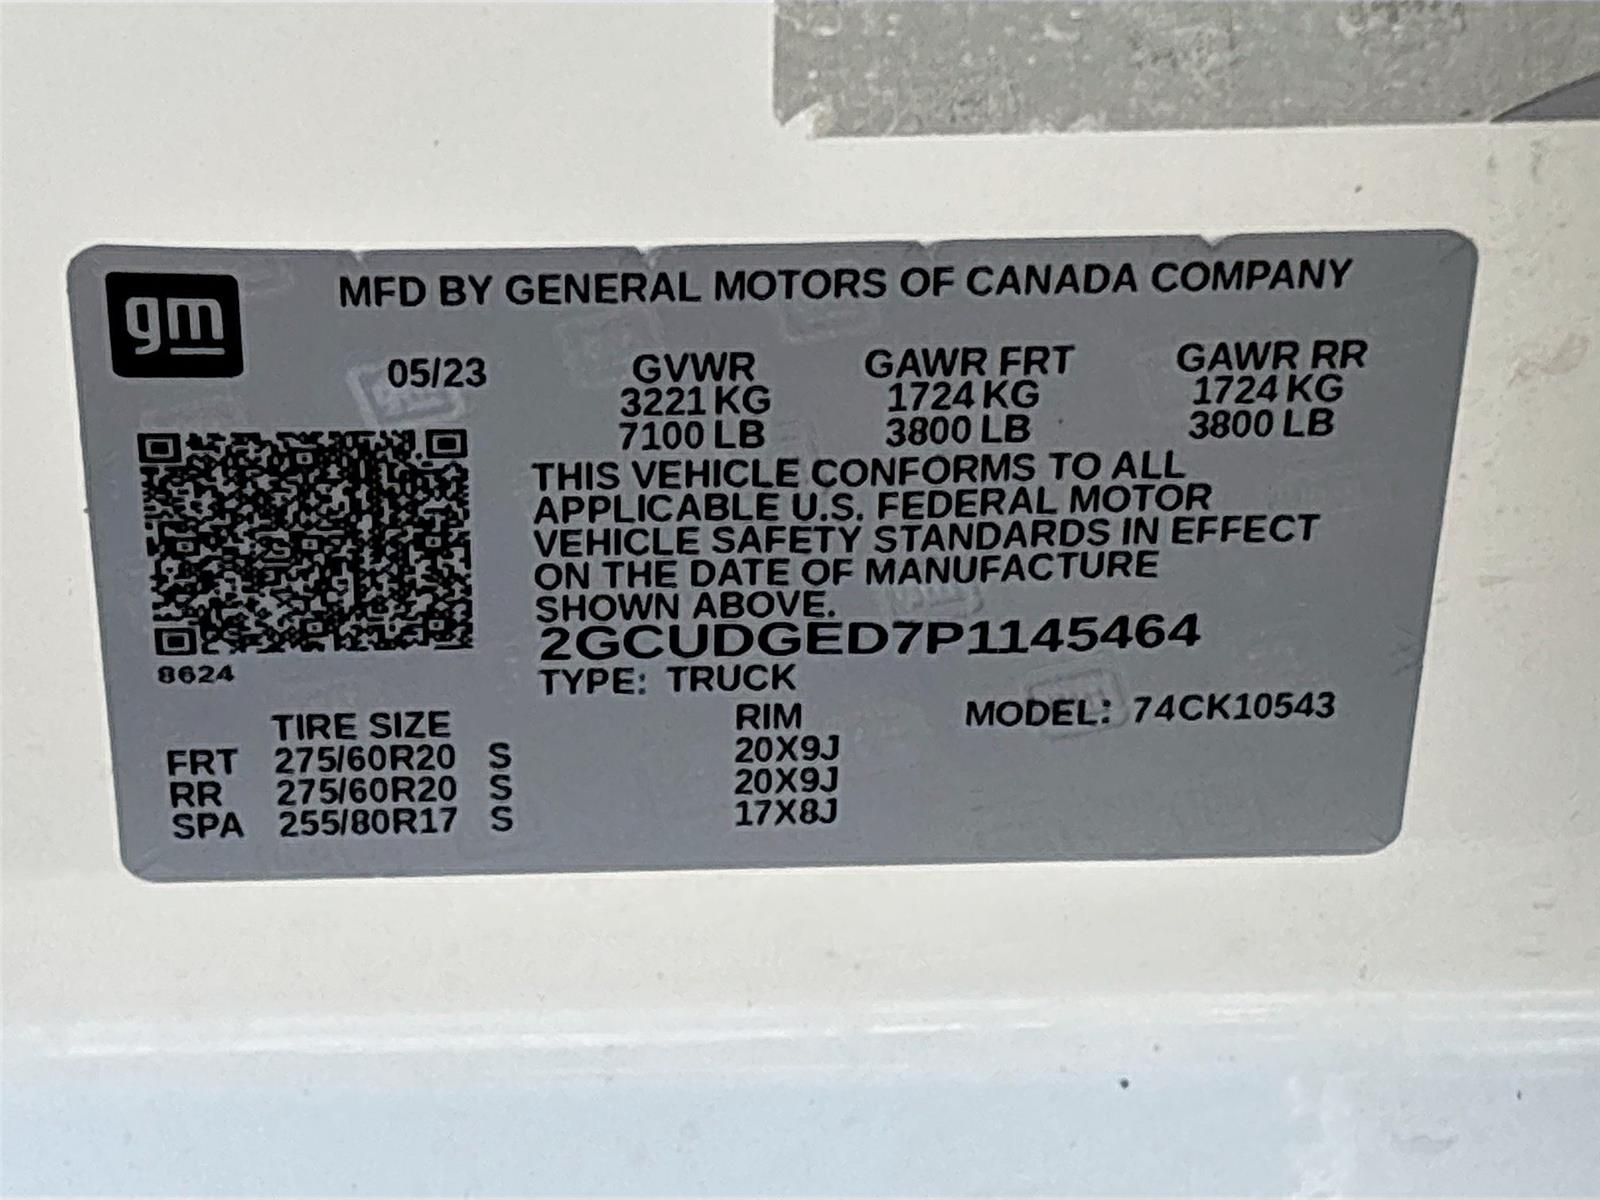 gm
MFD BY GENERAL MOTORS OF CANADA COMPANY
05/23 GVWR GAWR FRT GAWR RR
3221 KG 1724 KG 1724 KG
7100 LB 3800 LB 3800 LB
THIS VEHICLE CONFORMS TO ALL
APPLICABLE U.S. FEDERAL MOTOR
VEHICLE SAFETY STANDARDS IN EFFECT
ON THE DATE OF MANUFACTURE
SHOWN ABOVE.
2GCUDGED7P1145464
8624
TYPE: TRUCK
TIRE SIZE RIM MODEL: 74CK10543
FRT 275/60R20 S 20X9J
RR 275/60R20 S 20X9J
SPA 255/80R17 S 17X8J